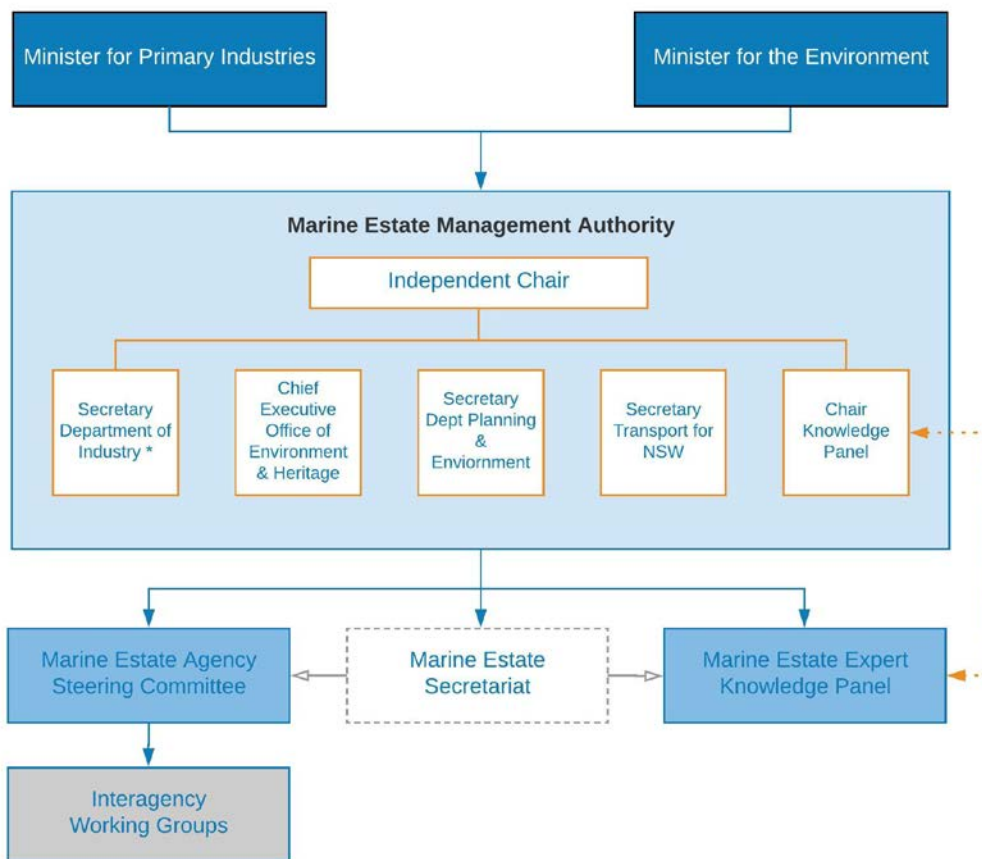 Minister for Primary Industries
Minister for the Environment
Marine Estate Management Authority
Independent Chair
Secretary
Department of
Industry *
Chief
Executive
Office of
Environment
& Heritage
Secretary
Dept Planning
&
Enviornment
Secretary
Transport for
NSW
Chair
Knowledge
Panel
Marine Estate Agency
Steering Committee
Marine Estate
Secretariat
Marine Estate Expert
Knowledge Panel
Interagency
Working Groups